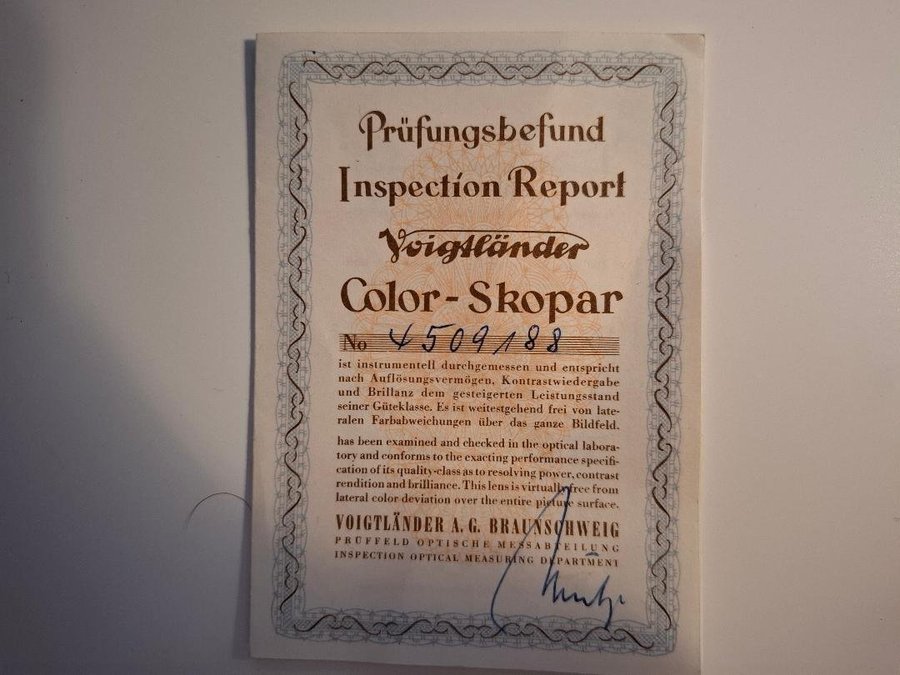 Prüfungsbefund
Inspection Report
Voigtländer
Color-Skopar
No 4509188
ist instrumentell durchgemessen und entspricht
nach Auflösungsvermögen, Kontrastwiedergabe
und Brillanz dem gesteigerten Leistungsstand
seiner Güteklasse. Es ist weitestgehend frei von late-
ralen Farbabweichungen über das ganze Bildfeld.
has been examined and checked in the optical labora-
tory and conforms to the exacting performance specifi-
cation of its quality-class as to resolving power, contrast
rendition and brilliance. This lens is virtually free from
lateral color deviation over the entire picture surface.
VOIGTLÄNDER A. G. BRAUNSCHWEIG
PRÜFFELD OPTISCHE MESSABTEILUNG
INSPECTION OPTICAL MEASURING DEPARTMENT